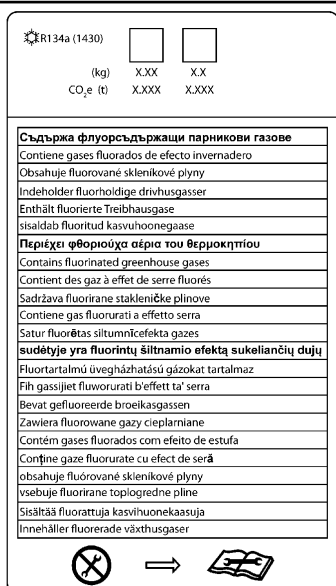 R134a (1430)
(kg) X.XX X.X
CO₂e (t) X.XXX X.XXX
Съдържа флуорсъдържащи парникови газове
Contiene gases fluorados de efecto invernadero
Obsahuje fluorované skleníkové plyny
Indeholder fluorholdige drivhusgasser
Enthält fluorierte Treibhausgase
sisaldab fluoritud kasvuhoonegaase
Περιέχει φθοριούχα αέρια του θερμοκηπίου
Contains fluorinated greenhouse gases
Contient des gaz à effet de serre fluorés
Sadržava fluorirane stakleničke plinove
Contiene gas fluorurati a effetto serra
Satur fluorētas siltumnīcefekta gazes
sudėtyje yra fluorintų šiltnamio efektą sukeliančių dujų
Fluortartalmú üvegházhatású gázokat tartalmaz
Fih gassijiet fluworurati b'effett ta' serra
Bevat gefluoreerde broeikasgassen
Zawiera fluorowane gazy cieplarniane
Contém gases fluorados com efeito de estufa
Conţine gaze fluorurate cu efect de seră
obsahuje fluórované skleníkové plyny
vsebuje fluorirane toplogredne pline
Sisältää fluorattuja kasvihuonekaasuja
Innehåller fluorerade växthusgaser